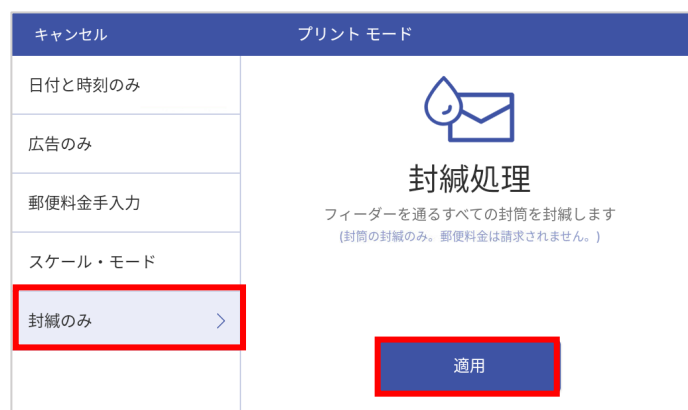 キャンセル
プリント モード
日付と時刻のみ
広告のみ
郵便料金手入力
スケール・モード
封緘のみ
封緘処理
フィーダーを通るすべての封筒を封緘します
(封筒の封緘のみ。郵便料金は請求されません。)
適用